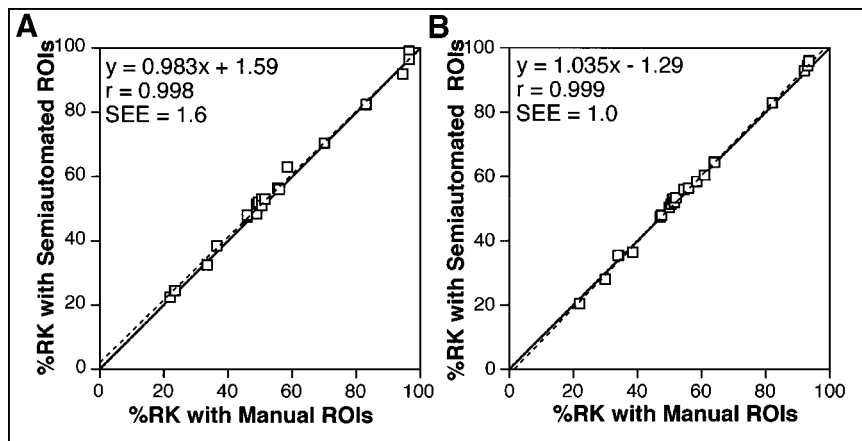 A
%RK with Semiautomated ROIs
100
80
60
40
20
0
y = 0.983x + 1.59
r = 0.998
SEE = 1.6
0 20 40 60 80 100
%RK with Manual ROIs
B
%RK with Semiautomated ROIs
100
80
60
40
20
0
y = 1.035x - 1.29
r = 0.999
SEE = 1.0
0 20 40 60 80 100
%RK with Manual ROIs